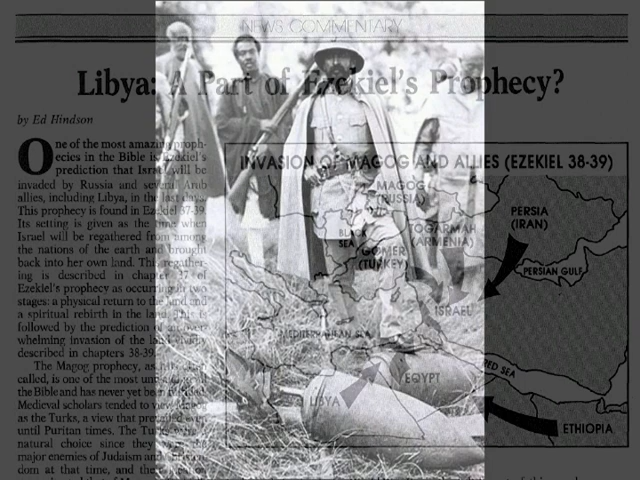 NEWS COMMENTARY
Libya: A Part of Ezekiel's Prophecy?
by Ed Hindson
One of the most amazing proph-
ecies in the Bible is Ezekiel's
prediction that Israel will be
invaded by Russia and several Arab
allies, including Libya, in the last days.
This prophecy is found in Ezekiel 37-39.
Its setting is given as the time when
Israel will be regathered from among
the nations of the earth and brought
back into her own land. This regather-
ing is described in chapter 37 of
Ezekiel's prophecy as occurring in two
stages: a physical return to the land and
a spiritual rebirth in the land. This is
followed by the prediction of an over-
whelming invasion of the land
described in chapters 38-39.
The Magog prophecy, as
called, is one of the most
the Bible and has never yet been
Medieval scholars tended to view Magog
as the Turks, a view that prevailed even
until Puritan times. The Turks
natural choice since they were the
major enemies of Judaism and
dom at that time, and the
INVASION OF MAGOG AND ALLIES (EZEKIEL 38-39)
MAGOG
(RUSSIA)
PERSIA
(IRAN)
BLACK
SEA
TOGARMAH
(ARMENIA)
GOMER
(TURKEY)
PERSIAN GULF
ISRAEL
MEDITERRANEAN SEA
RED SEA
EGYPT
LIBYA
ETHIOPIA